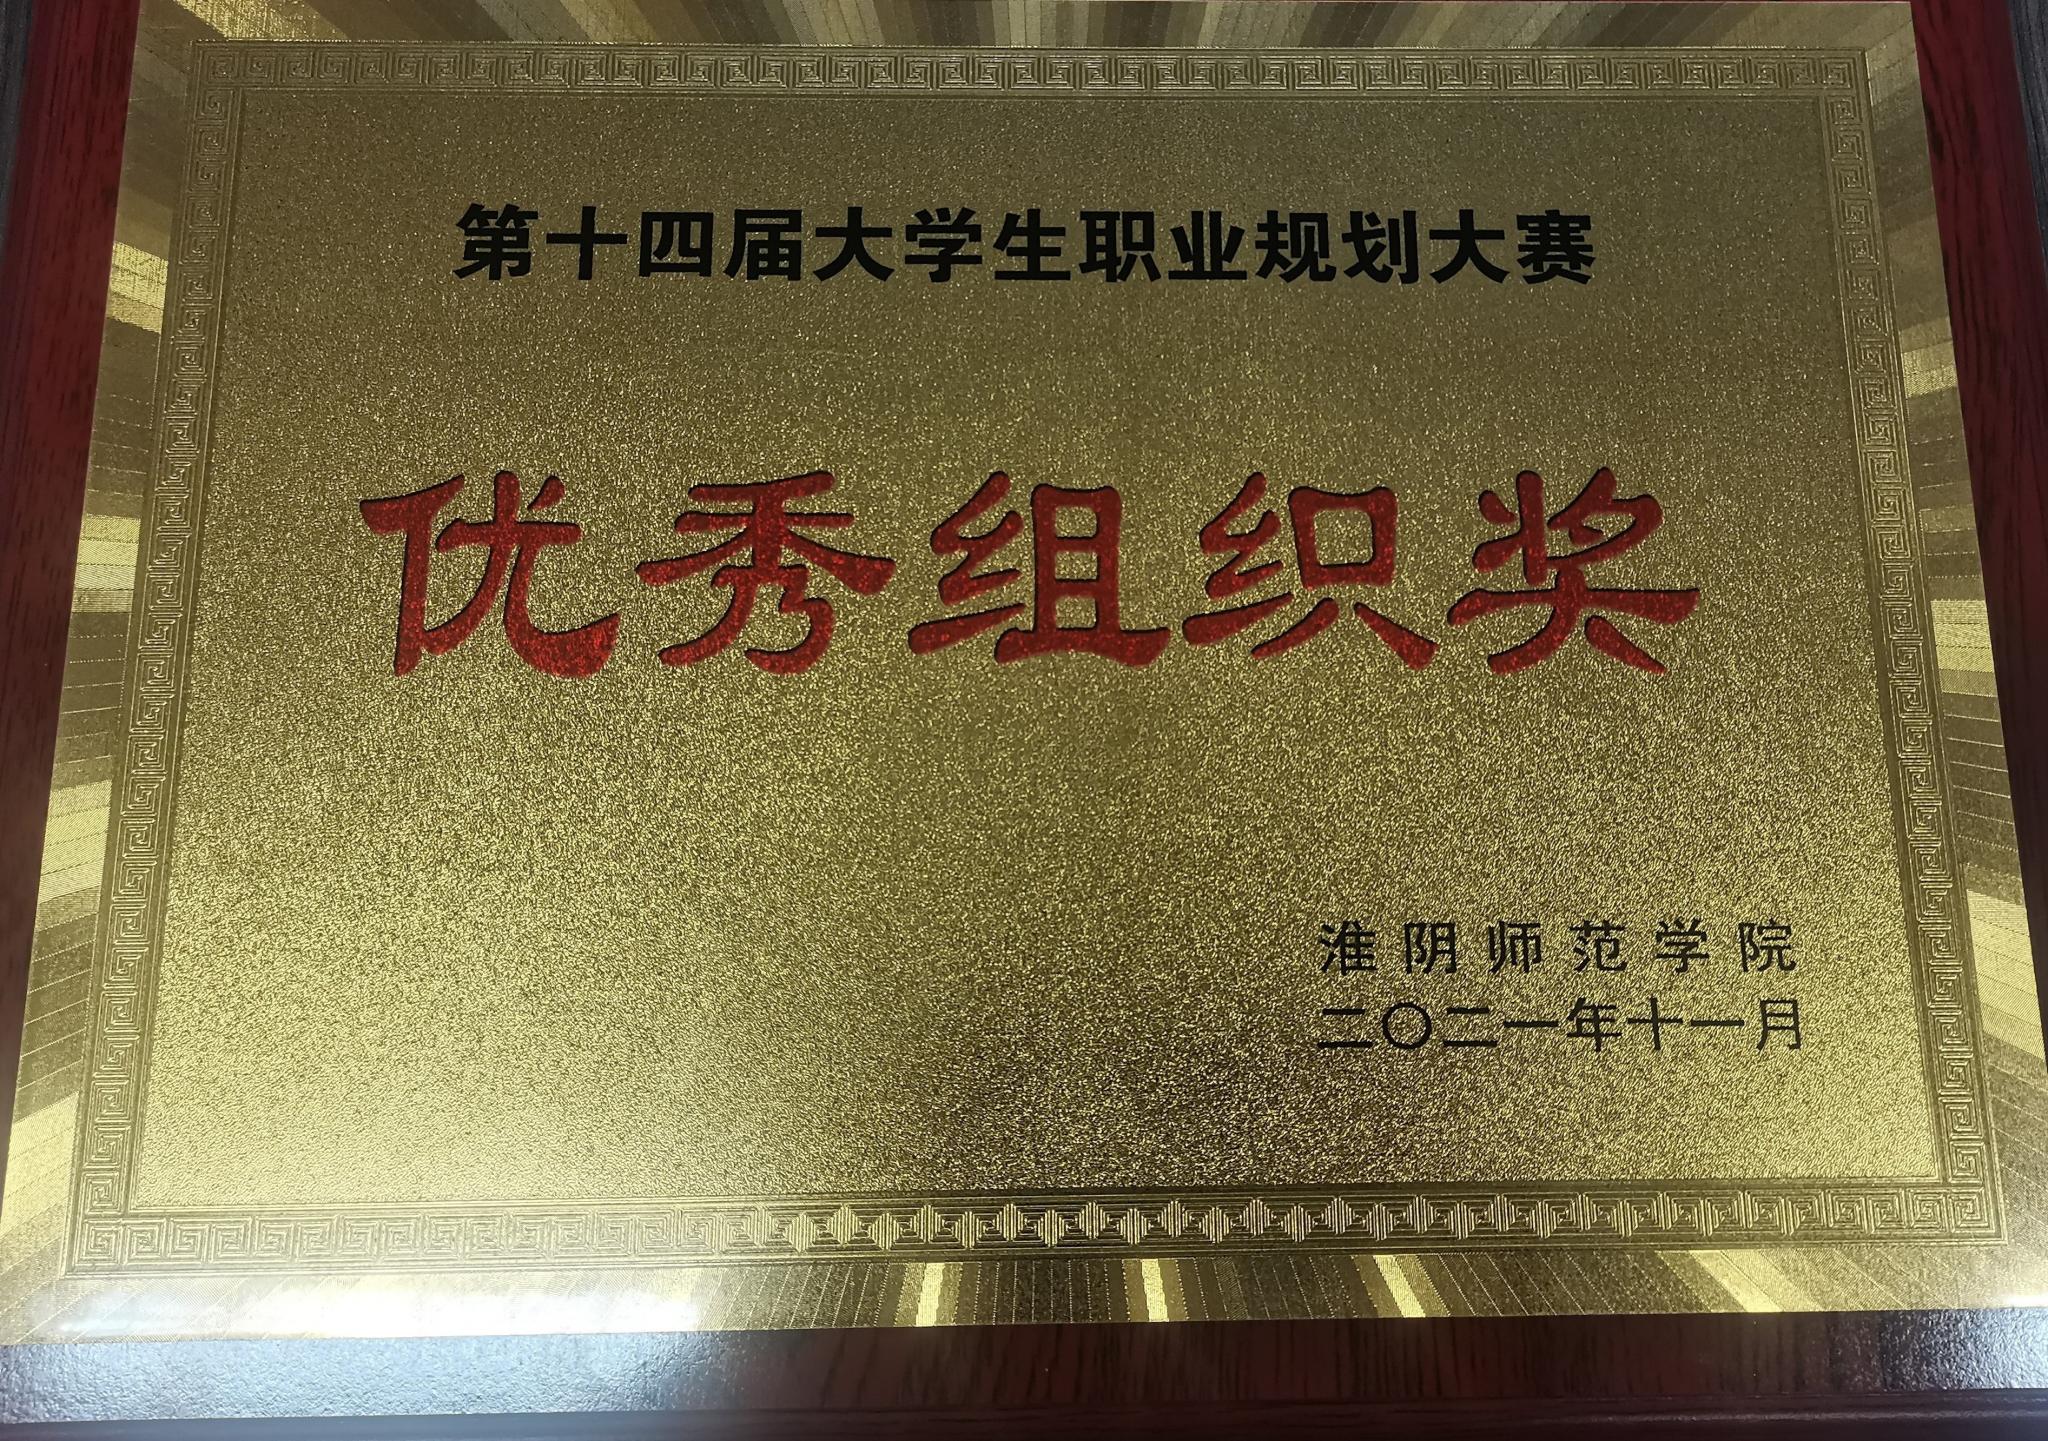 第十四届大学生职业规划大赛
优秀组织奖
淮阴师范学院
二〇二一年十一月